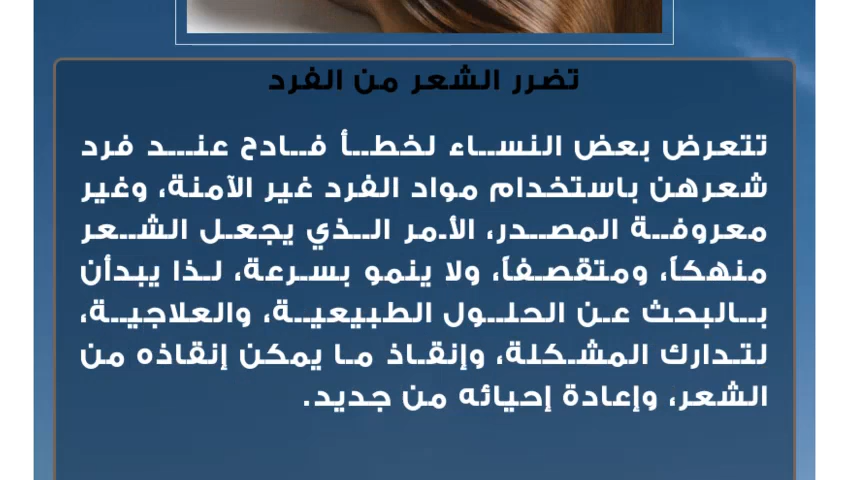 تضرر الشعر من الفرد
تتعرض بعض النساء لخطأ فادح عند فرد
شعرهن باستخدام مواد الفرد غير الآمنة، وغير
معروفة المصدر، الأمر الذي يجعل الشعر
منهكاً، ومتقصفاً، ولا ينمو بسرعة، لذا يبدأن
بالبحث عن الحلول الطبيعية، والعلاجية،
لتدارك المشكلة، وإنقاذ ما يمكن إنقاذه من
الشعر، وإعادة إحيائه من جديد.